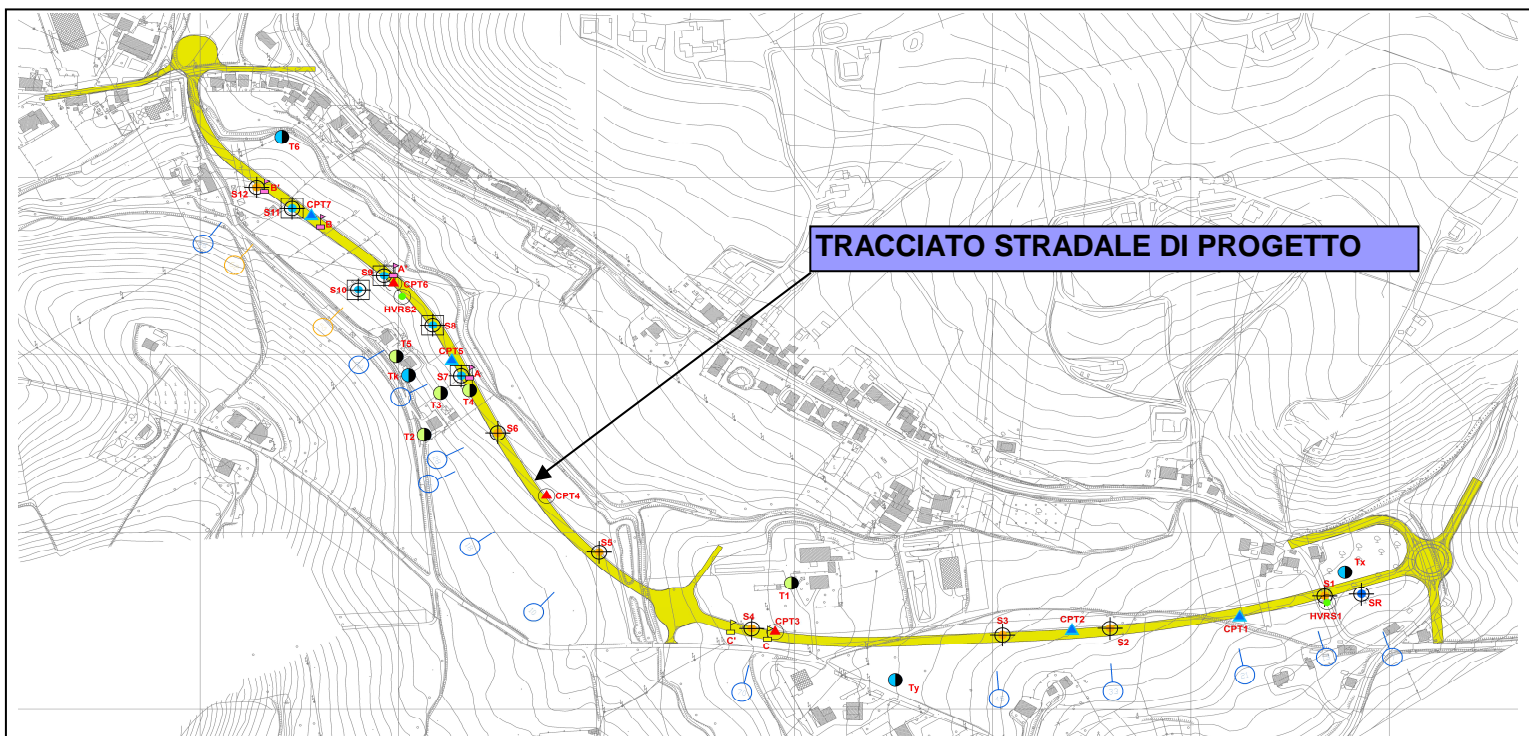 T6
S12
B'
S11
CPT7
B
TRACCIATO STRADALE DI PROGETTO
S9
A'
CPT6
S10
HVRS2
S8
T5
CPT5
Tk
S7
A
T3
T4
T2
S6
CPT4
S5
T1
Tx
S1
SR
HVRS1
S4
CPT3
C'
C
S3
CPT2
S2
CPT1
Ty